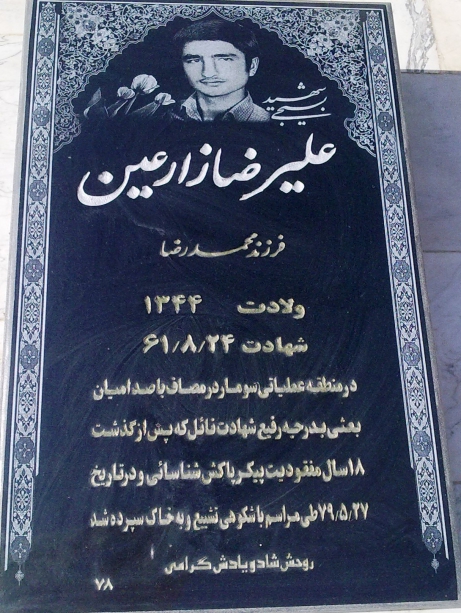 شهید
بسیجی
علیرضا زارعین
فرزند محمدرضا
ولادت ۱۳۴۴
شهادت ۶۱/۸/۲۴
در منطقه عملیاتی سومار در مصاف با صدامیان
بعثی بدرجه رفیع شهادت نائل که پس از گذشت
۱۸ سال مفقودیت پیکر پاکش شناسائی و در تاریخ
۷۹/۵/۲۷ طی مراسم باشکوهی تشییع و به خاک سپرده شد
روحش شاد و یادش گرامی
۷۸